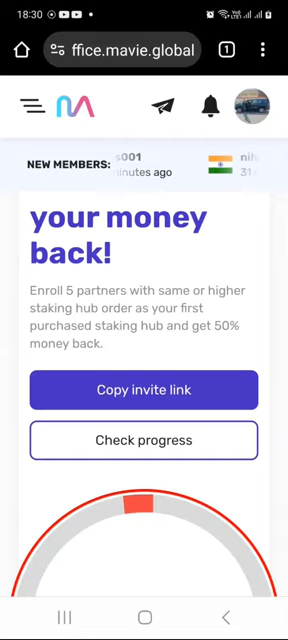 18:30
ffice.mavie.global
1
NEW MEMBERS:
s001
minutes ago
31
your money
back!
Enroll 5 partners with same or higher
staking hub order as your first
purchased staking hub and get 50%
money back.
Copy invite link
Check progress